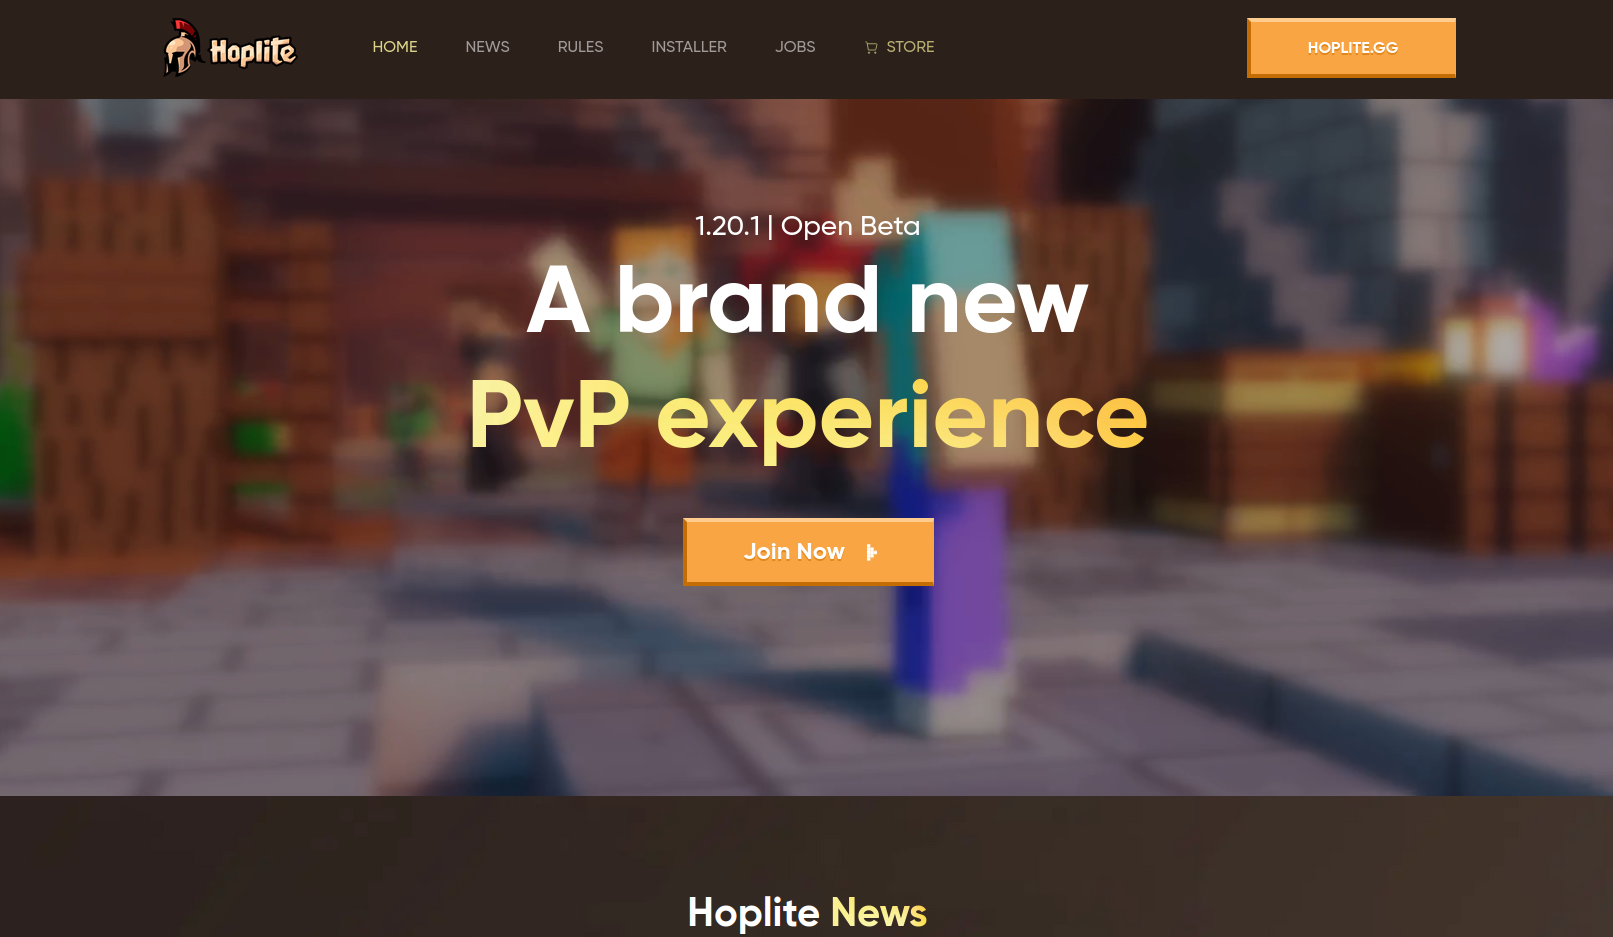 Hoplite
HOME NEWS RULES INSTALLER JOBS STORE
HOPLITE.GG
1.20.1 | Open Beta
A brand new
PvP experience
Join Now
Hoplite News